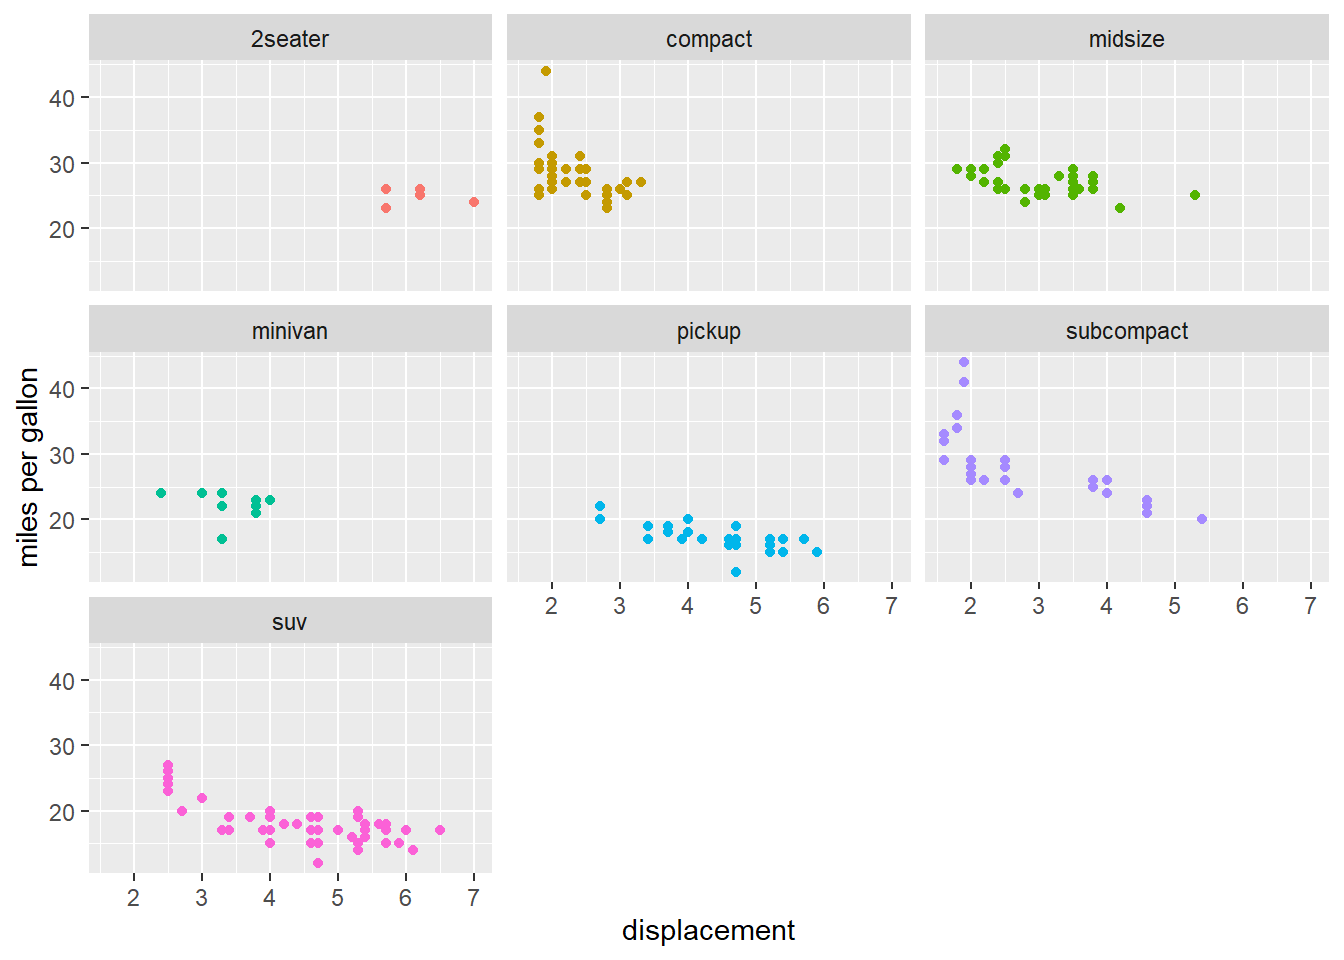 2seater
compact
midsize
40
30
20
minivan
pickup
subcompact
miles per gallon
40
30
20
2 3 4 5 6 7
2 3 4 5 6 7
suv
40
30
20
2 3 4 5 6 7
displacement